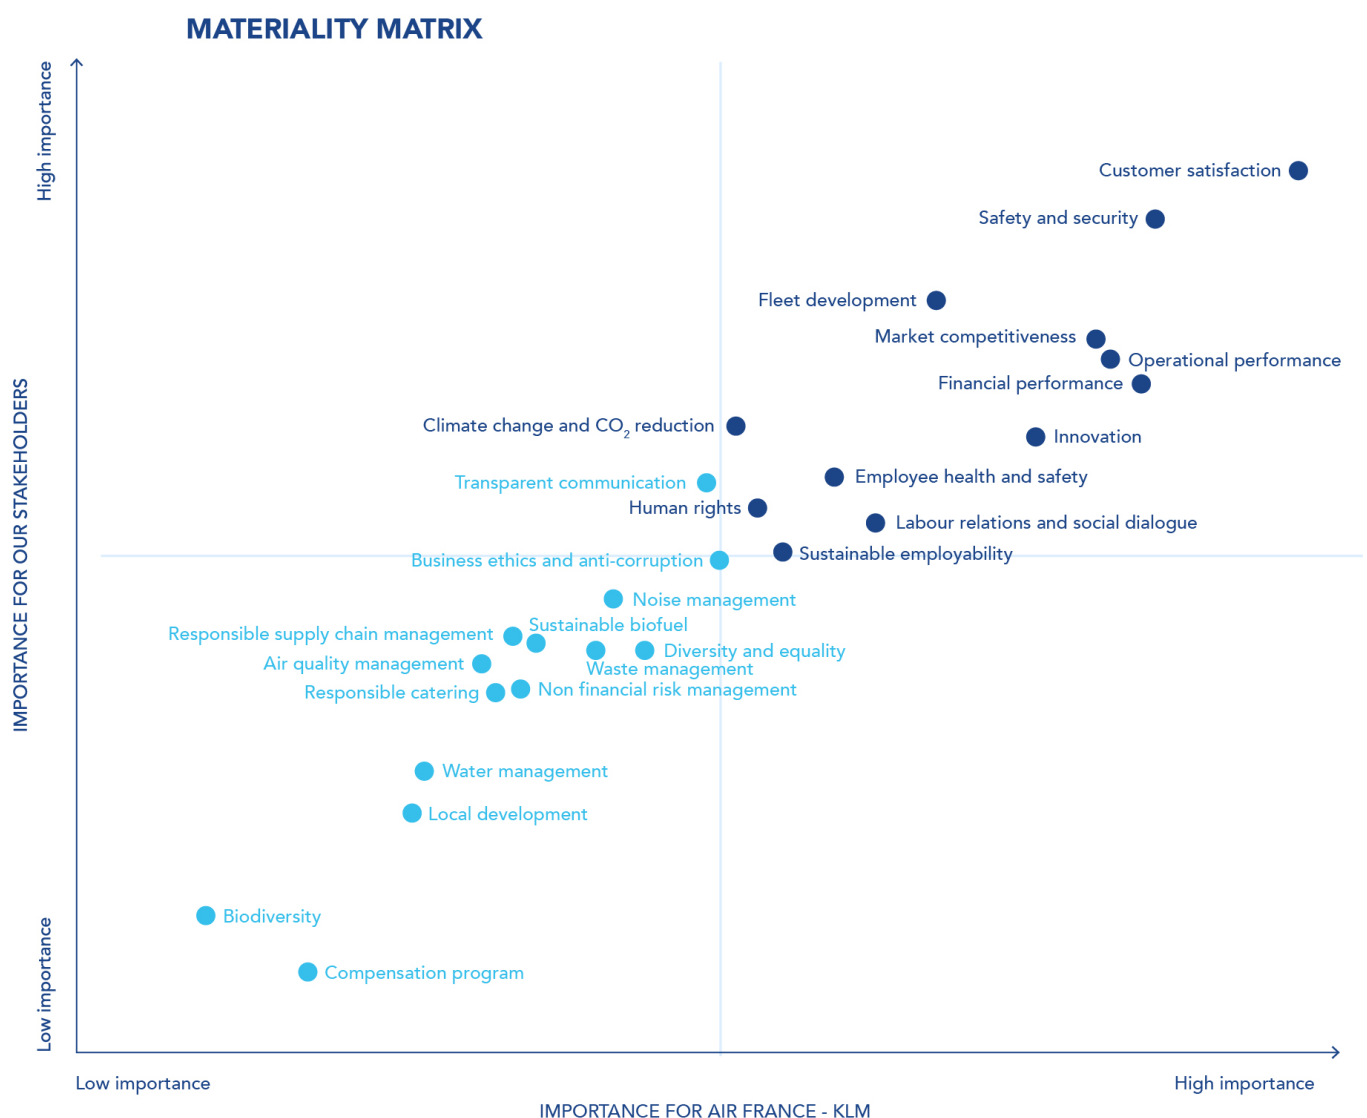 MATERIALITY MATRIX
High importance
IMPORTANCE FOR OUR STAKEHOLDERS
Low importance
Customer satisfaction
Safety and security
Fleet development
Market competitiveness
Operational performance
Financial performance
Climate change and CO₂ reduction
Innovation
Transparent communication
Employee health and safety
Human rights
Labour relations and social dialogue
Business ethics and anti-corruption
Sustainable employability
Noise management
Responsible supply chain management
Sustainable biofuel
Diversity and equality
Air quality management
Waste management
Responsible catering
Non financial risk management
Water management
Local development
Biodiversity
Compensation program
Low importance
High importance
IMPORTANCE FOR AIR FRANCE - KLM